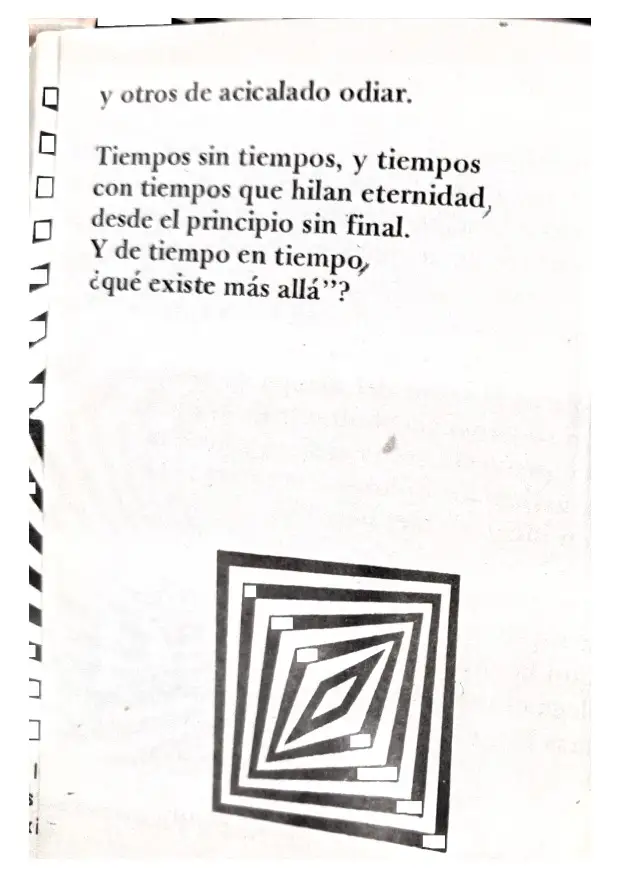 y otros de acicalado odiar.
Tiempos sin tiempos, y tiempos
con tiempos que hilan eternidad,
desde el principio sin final.
Y de tiempo en tiempo,
¿qué existe más allá”?